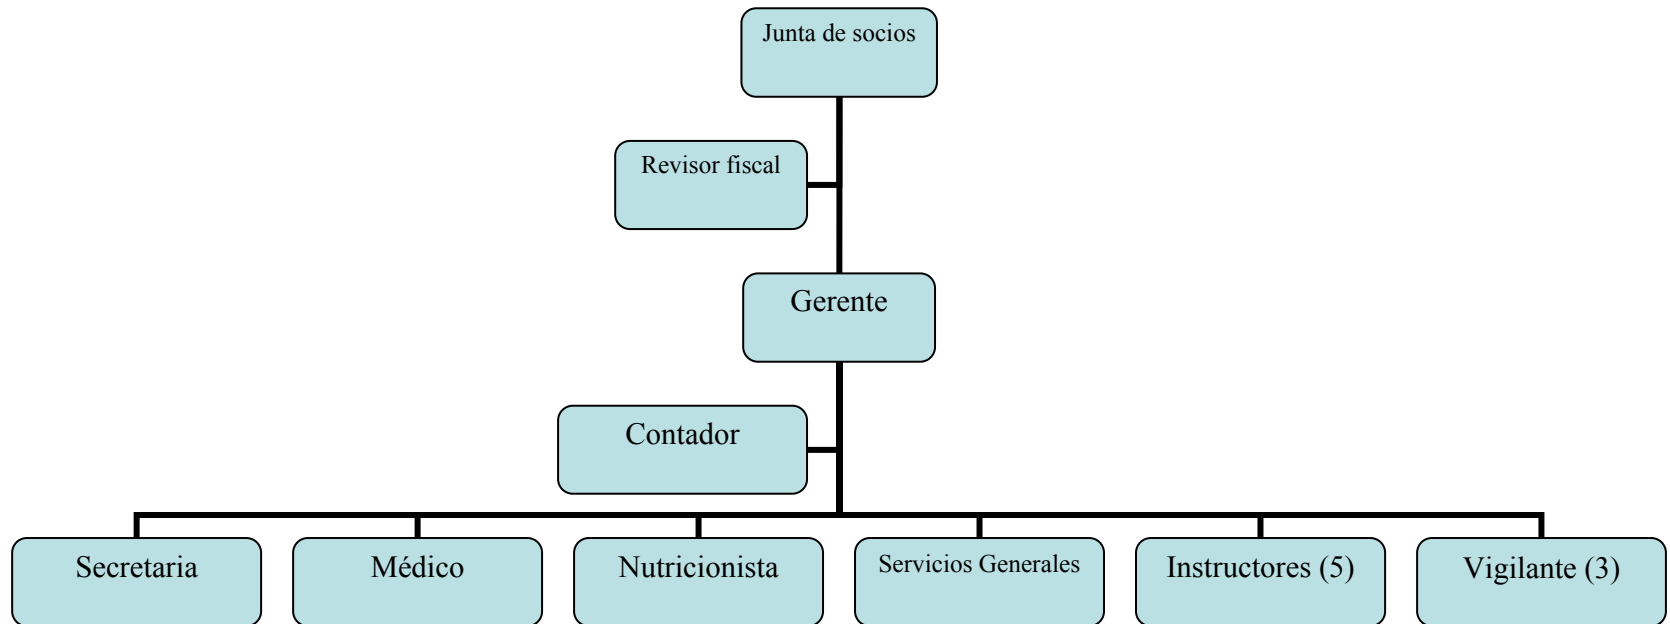 Junta de socios
Revisor fiscal
Gerente
Contador
Secretaria
Médico
Nutricionista
Servicios Generales
Instructores (5)
Vigilante (3)